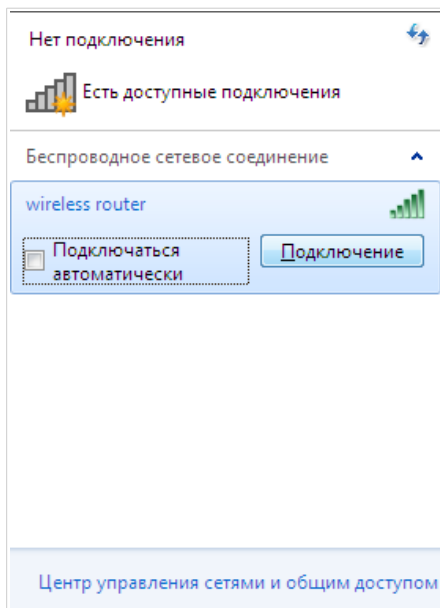 Нет подключения
Есть доступные подключения
Беспроводное сетевое соединение
wireless router
Подключаться
автоматически
Подключение
Центр управления сетями и общим доступом